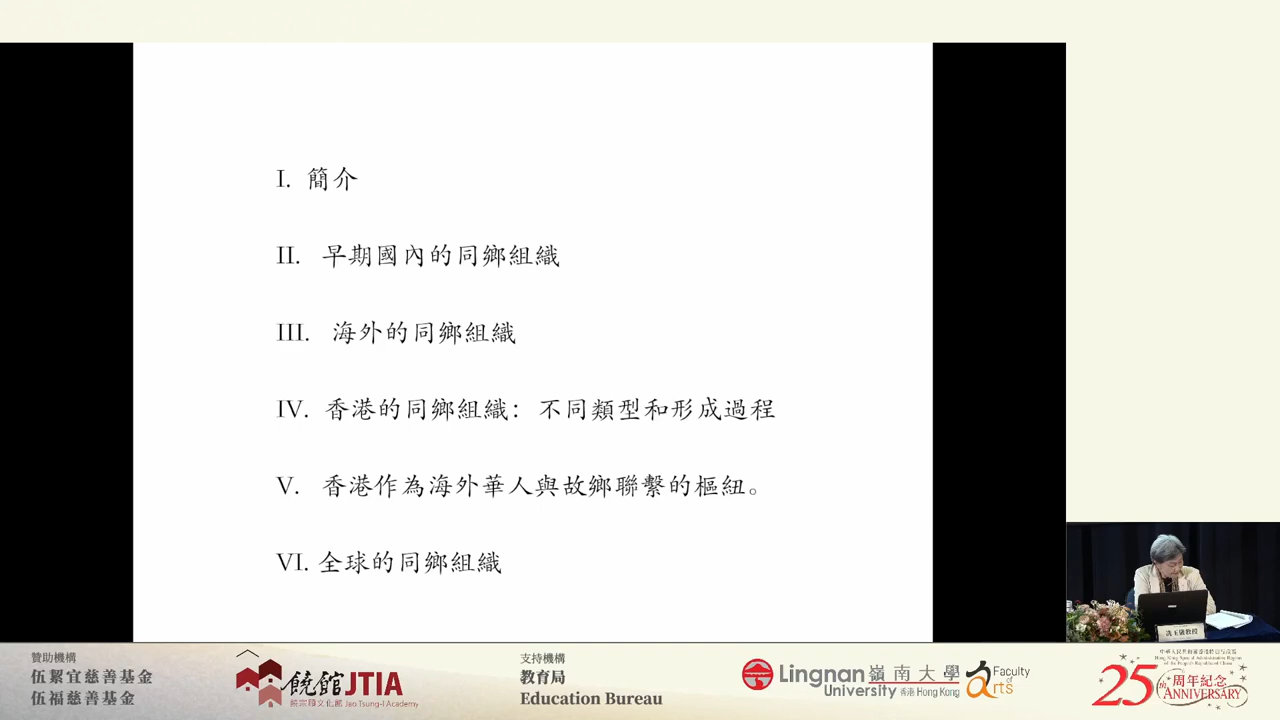 I. 簡介
II. 早期國內的同鄉組織
III. 海外的同鄉組織
IV. 香港的同鄉組織：不同類型和形成過程
V. 香港作為海外華人與故鄉聯繫的樞紐。
VI. 全球的同鄉組織
贊助機構
伍絜宜慈善基金
伍福慈善基金
饒館JTIA
饒宗頤文化館 Jao Tsung-I Academy
支持機構
教育局
Education Bureau
Lingnan 嶺南大學
University 香港 Hong Kong
Faculty of Arts
25th 周年紀念
ANNIVERSARY